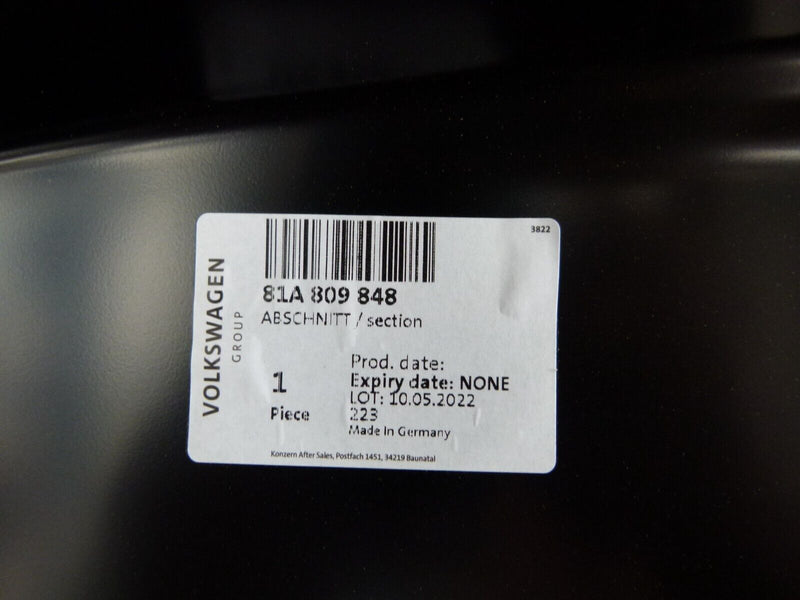 VOLKSWAGEN
GROUP
3822
81A 809 848
ABSCHNITT / section
1
Piece
Prod. date:
Expiry date: NONE
LOT: 10.05.2022
223
Made In Germany
Konzern After Sales, Postfach 1451, 34219 Baunatal